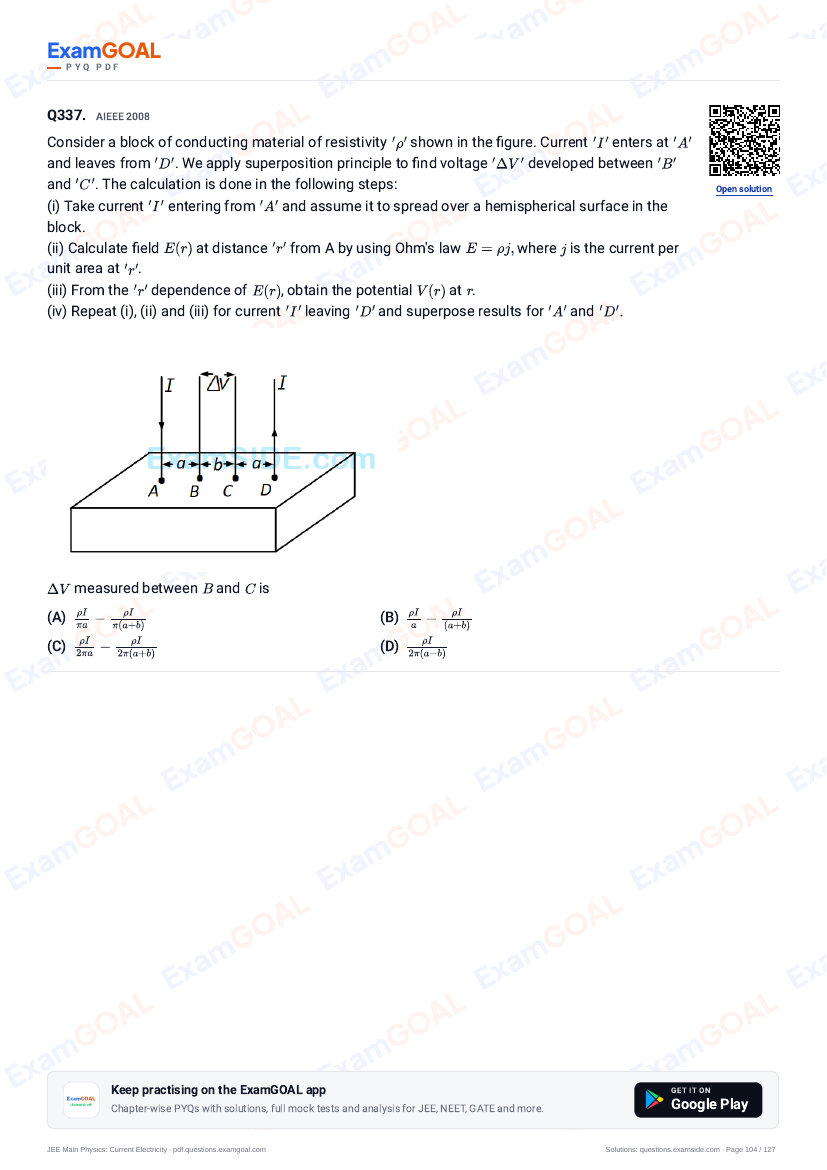 ExamGOAL
PYQ PDF
Q337. AIEEE 2008
Consider a block of conducting material of resistivity 'ρ' shown in the figure. Current 'I' enters at 'A'
and leaves from 'D'. We apply superposition principle to find voltage 'ΔV' developed between 'B'
and 'C'. The calculation is done in the following steps:
(i) Take current 'I' entering from 'A' and assume it to spread over a hemispherical surface in the
block.
(ii) Calculate field E(r) at distance 'r' from A by using Ohm's law E = ρj, where j is the current per
unit area at 'r'.
(iii) From the 'r' dependence of E(r), obtain the potential V(r) at r.
(iv) Repeat (i), (ii) and (iii) for current 'I' leaving 'D' and superpose results for 'A' and 'D'.
Open solution
I ΔV I
ExamSIDE.com
a b a
A B C D
ΔV measured between B and C is
(A) ρI/πa − ρI/π(a+b)
(B) ρI/a − ρI/(a+b)
(C) ρI/2πa − ρI/2π(a+b)
(D) ρI/2π(a−b)
Keep practising on the ExamGOAL app
Chapter-wise PYQs with solutions, full mock tests and analysis for JEE, NEET, GATE and more.
GET IT ON
Google Play
JEE Main Physics: Current Electricity · pdf.questions.examgoal.com
Solutions: questions.examside.com · Page 104 / 127